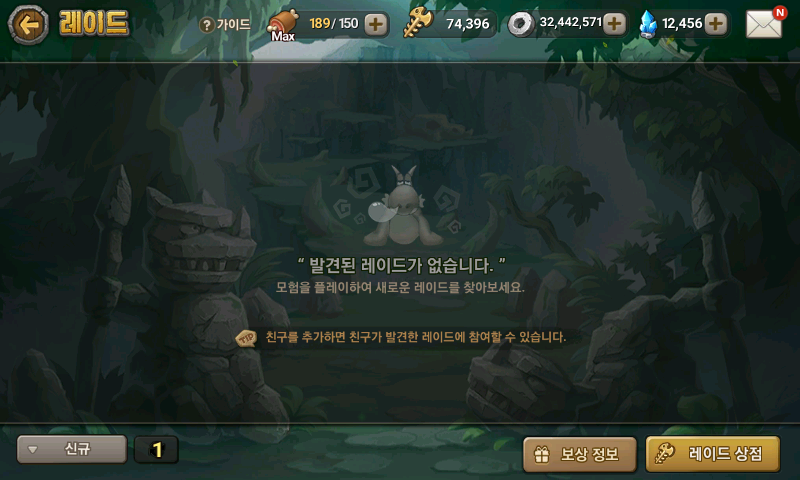 레이드
? 가이드
Max
189/150
74,396
32,442,571
12,456
N
“ 발견된 레이드가 없습니다. ”
모험을 플레이하여 새로운 레이드를 찾아보세요.
TIP 친구를 추가하면 친구가 발견한 레이드에 참여할 수 있습니다.
신규
1
보상 정보
레이드 상점